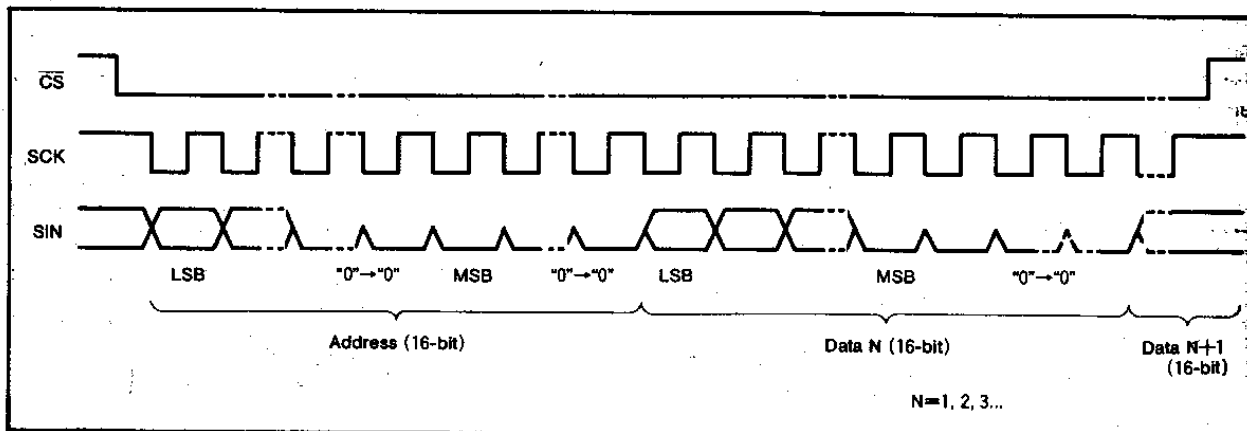 CS
SCK
SIN
LSB "0"→"0" MSB "0"→"0" LSB MSB "0"→"0"
Address (16-bit) Data N (16-bit) Data N+1
(16-bit)
N=1, 2, 3...